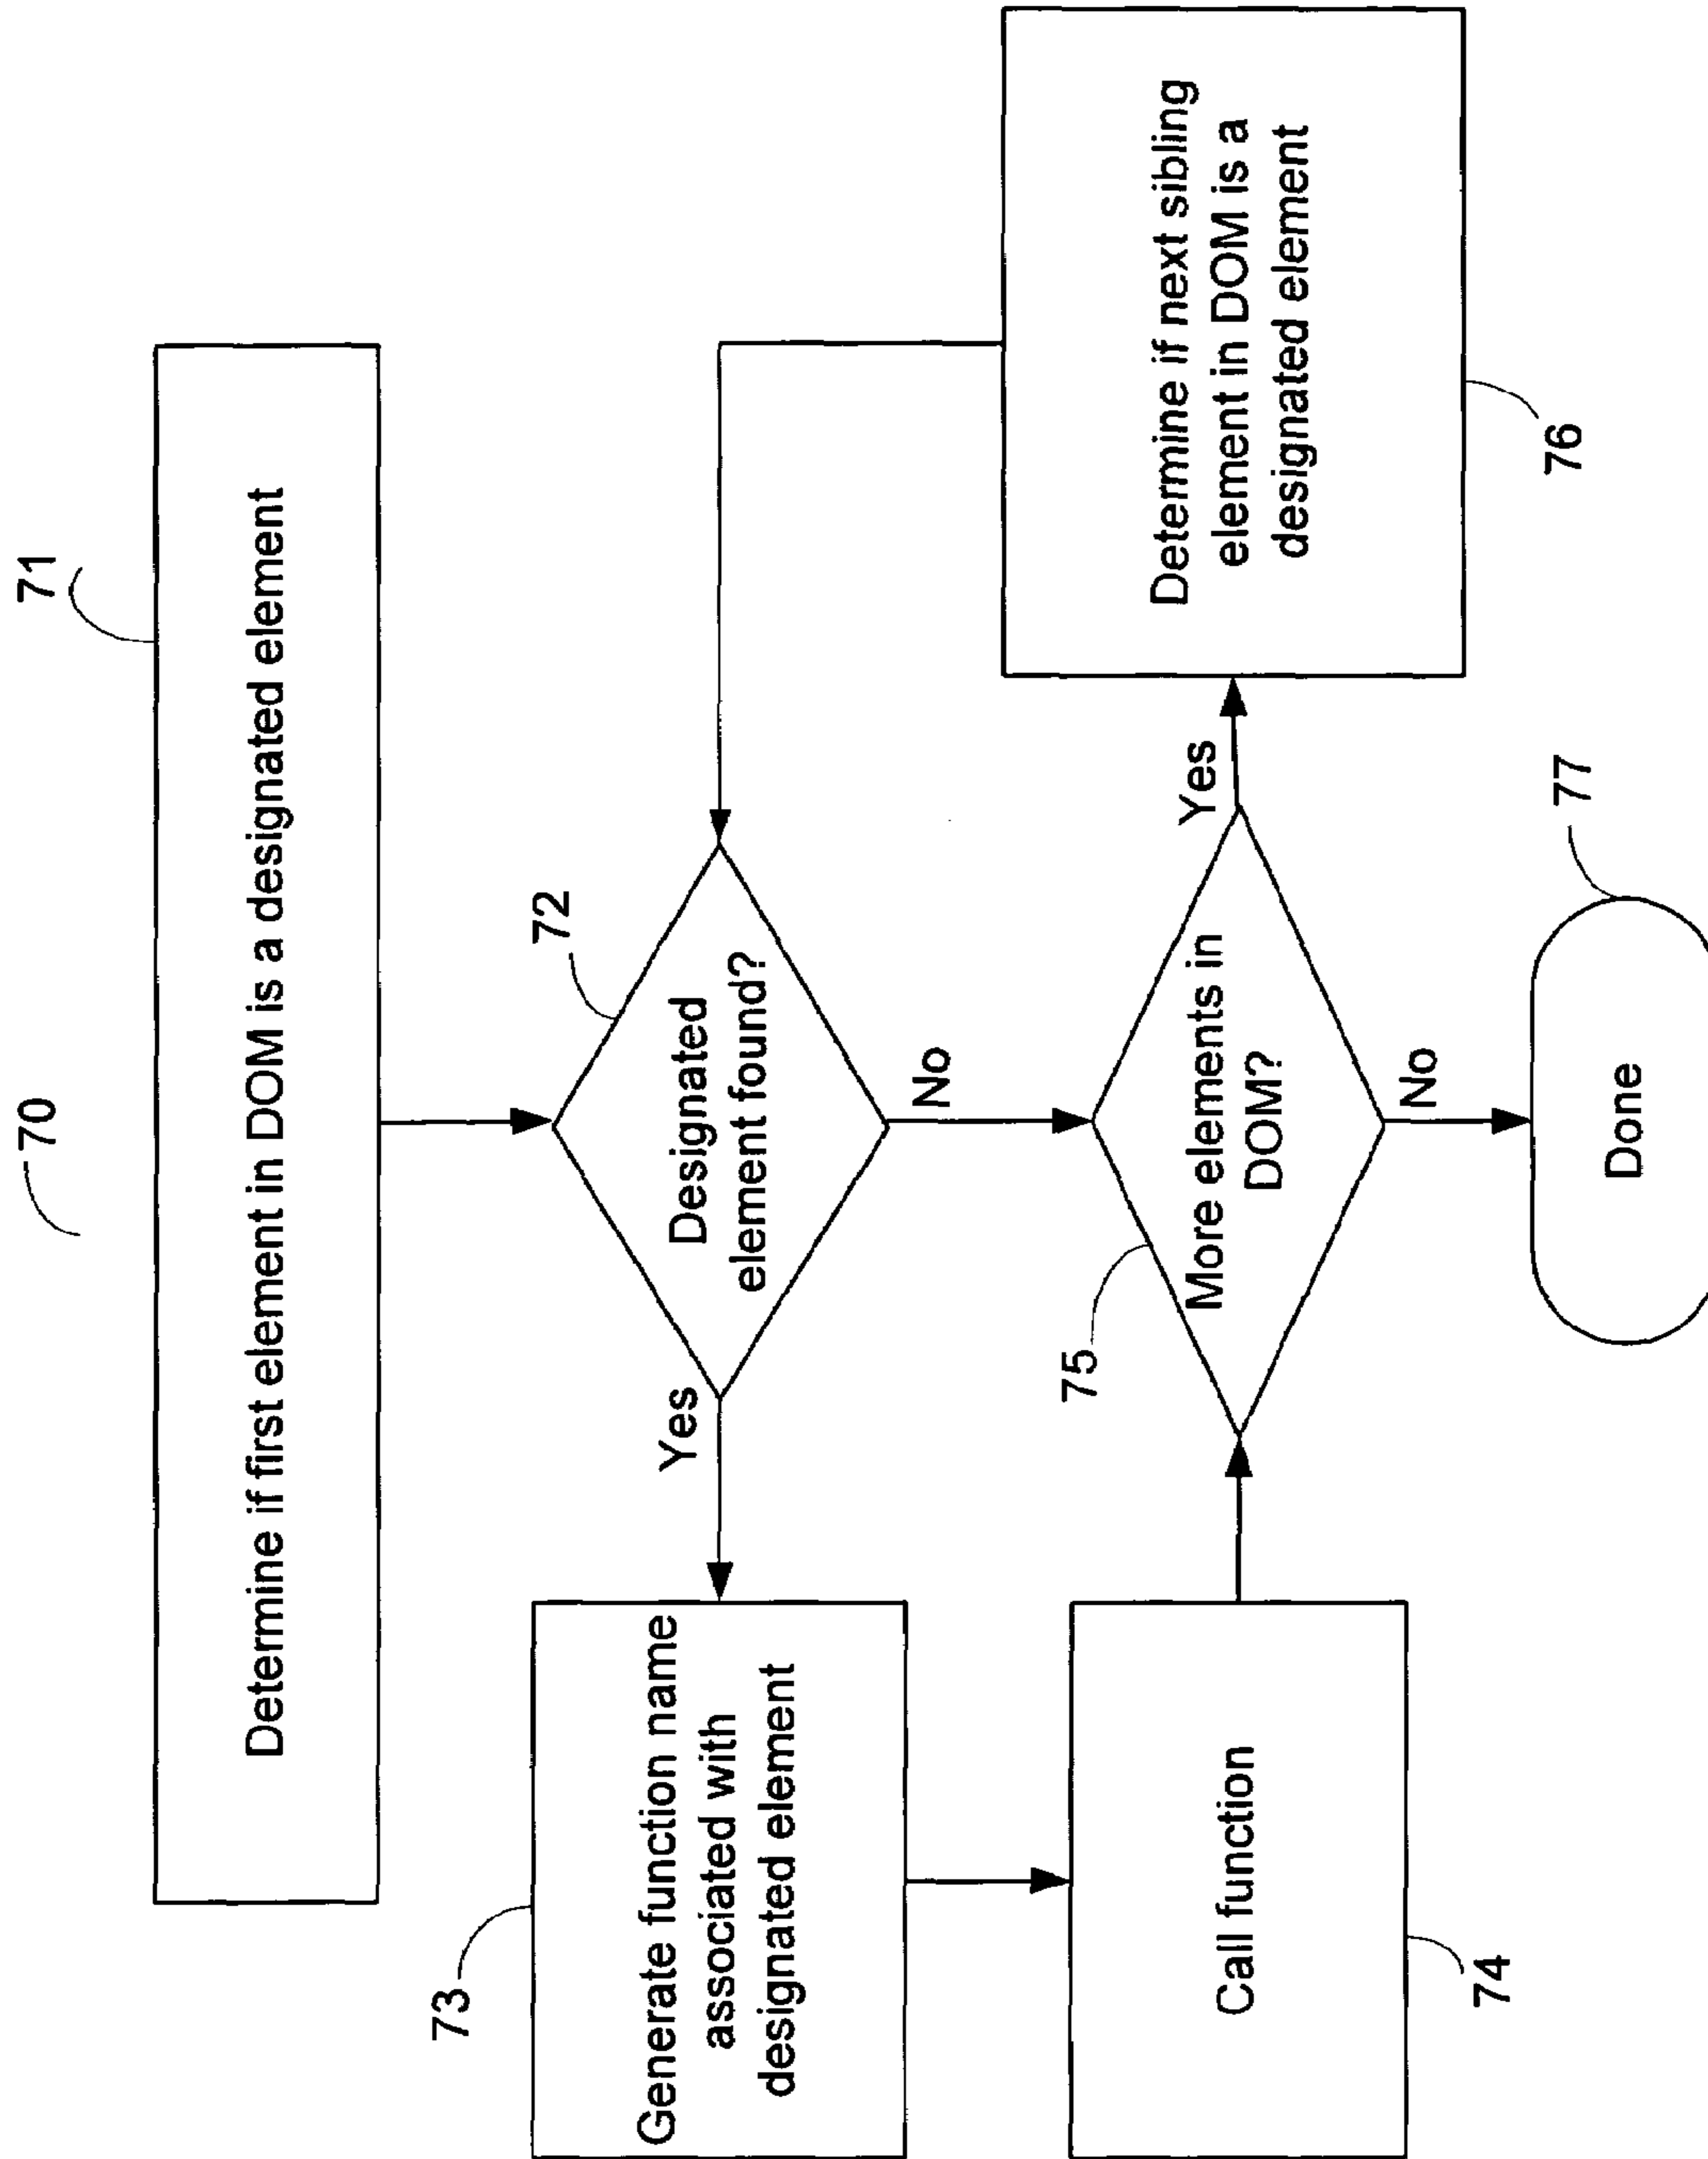 70
71
Determine if first element in DOM is a designated element
72
Designated
element found?
Yes
No
73
Generate function name
associated with
designated element
Call function
74
75
More elements in
DOM?
Yes
No
Determine if next sibling
element in DOM is a
designated element
76
77
Done